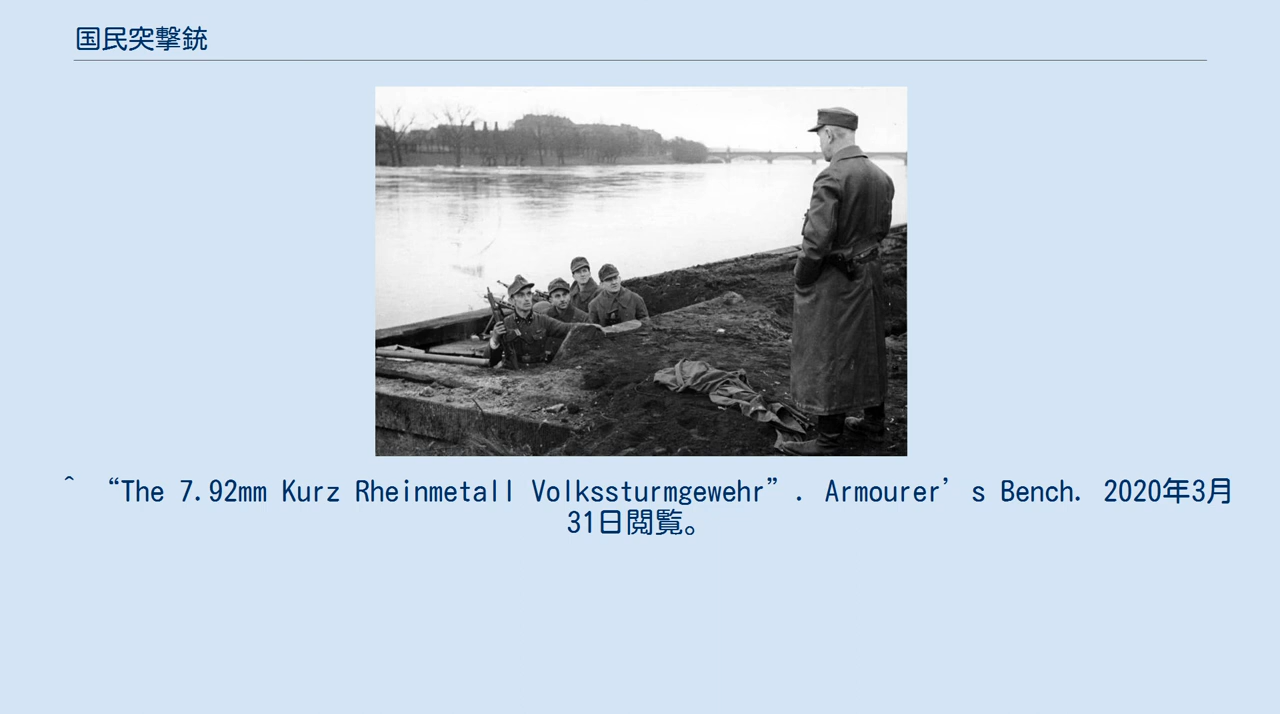 国民突撃銃
^ “The 7.92mm Kurz Rheinmetall Volkssturmgewehr”. Armourer’s Bench. 2020年3月
31日閲覧。